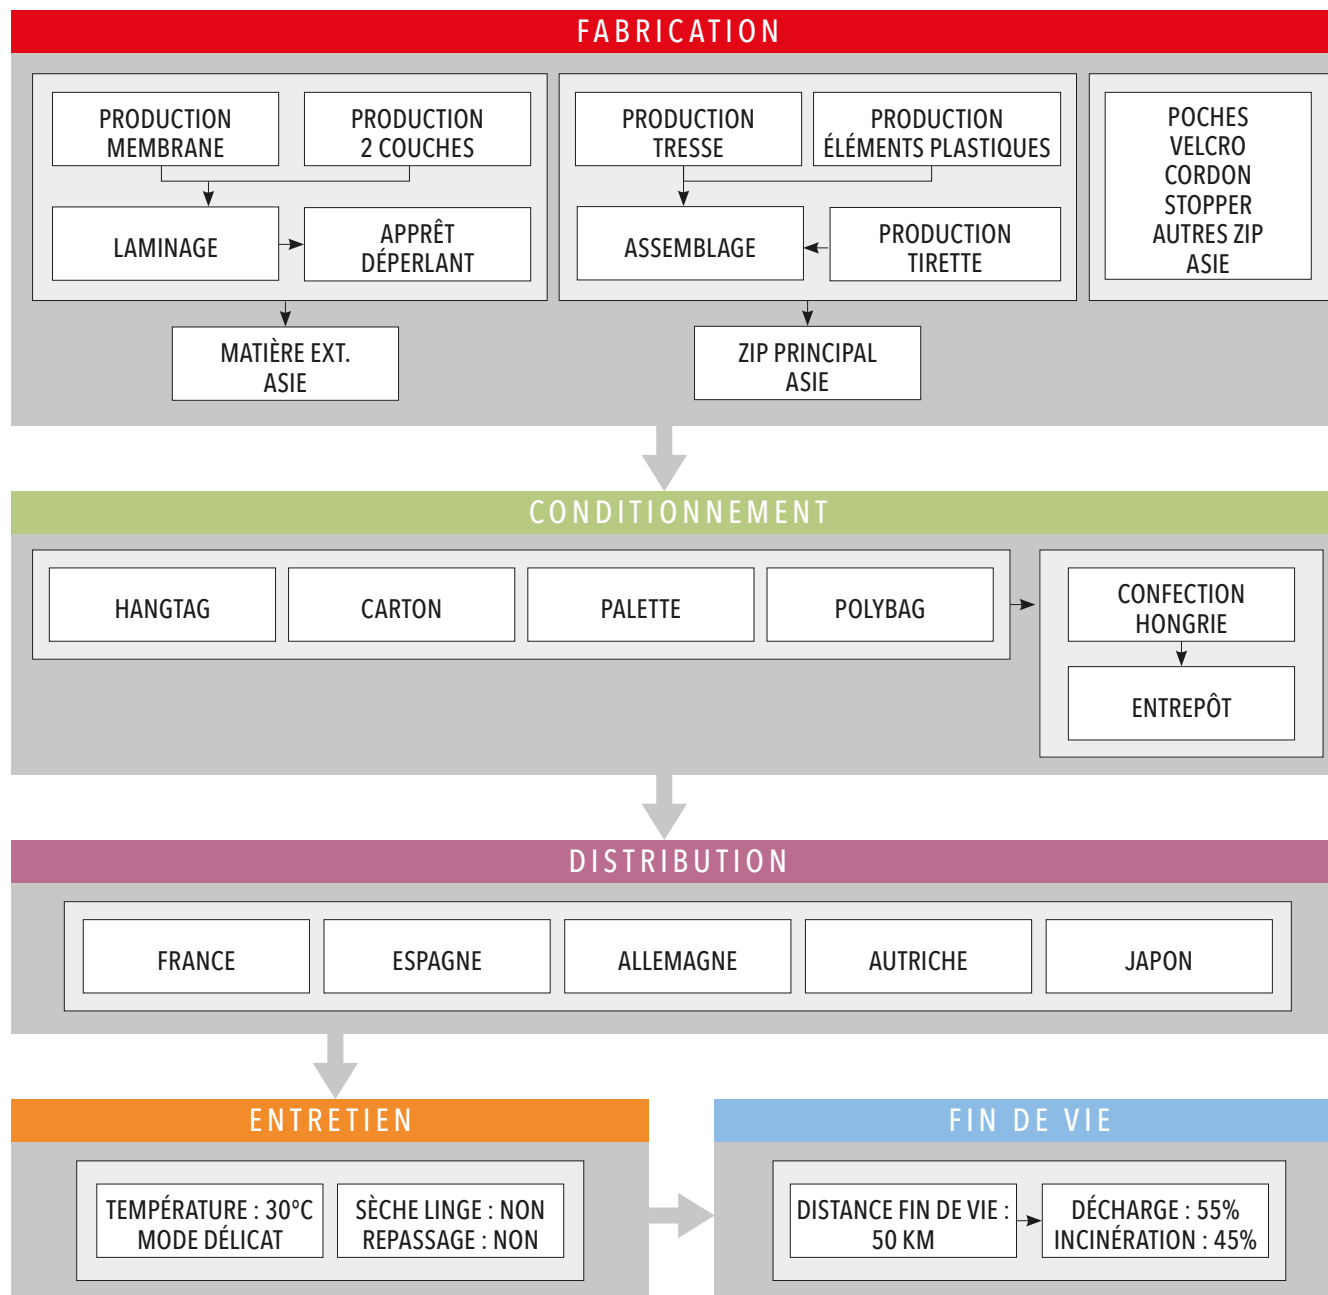 FABRICATION
PRODUCTION
MEMBRANE
PRODUCTION
2 COUCHES
LAMINAGE
APPRÊT
DÉPERLANT
MATIÈRE EXT.
ASIE
PRODUCTION
TRESSE
PRODUCTION
ÉLÉMENTS PLASTIQUES
ASSEMBLAGE
PRODUCTION
TIRETTE
ZIP PRINCIPAL
ASIE
POCHES
VELCRO
CORDON
STOPPER
AUTRES ZIP
ASIE
CONDITIONNEMENT
HANGTAG
CARTON
PALETTE
POLYBAG
CONFECTION
HONGRIE
ENTREPÔT
DISTRIBUTION
FRANCE
ESPAGNE
ALLEMAGNE
AUTRICHE
JAPON
ENTRETIEN
TEMPÉRATURE : 30°C
MODE DÉLICAT
SÈCHE LINGE : NON
REPASSAGE : NON
FIN DE VIE
DISTANCE FIN DE VIE :
50 KM
DÉCHARGE : 55%
INCINÉRATION : 45%